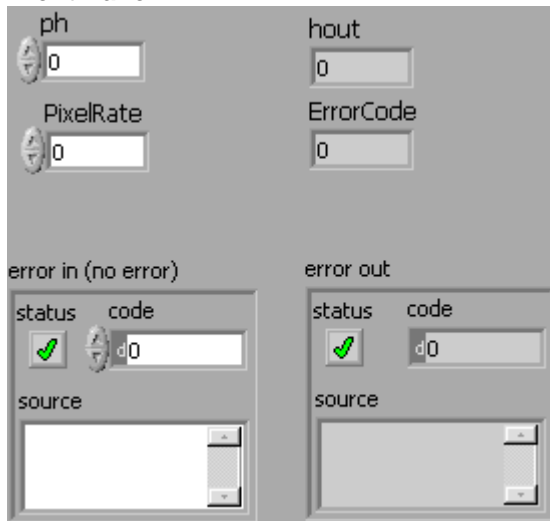 ph
hout
0
0
PixelRate
ErrorCode
0
0
error in (no error)
error out
status code
status code
d0
d0
source
source